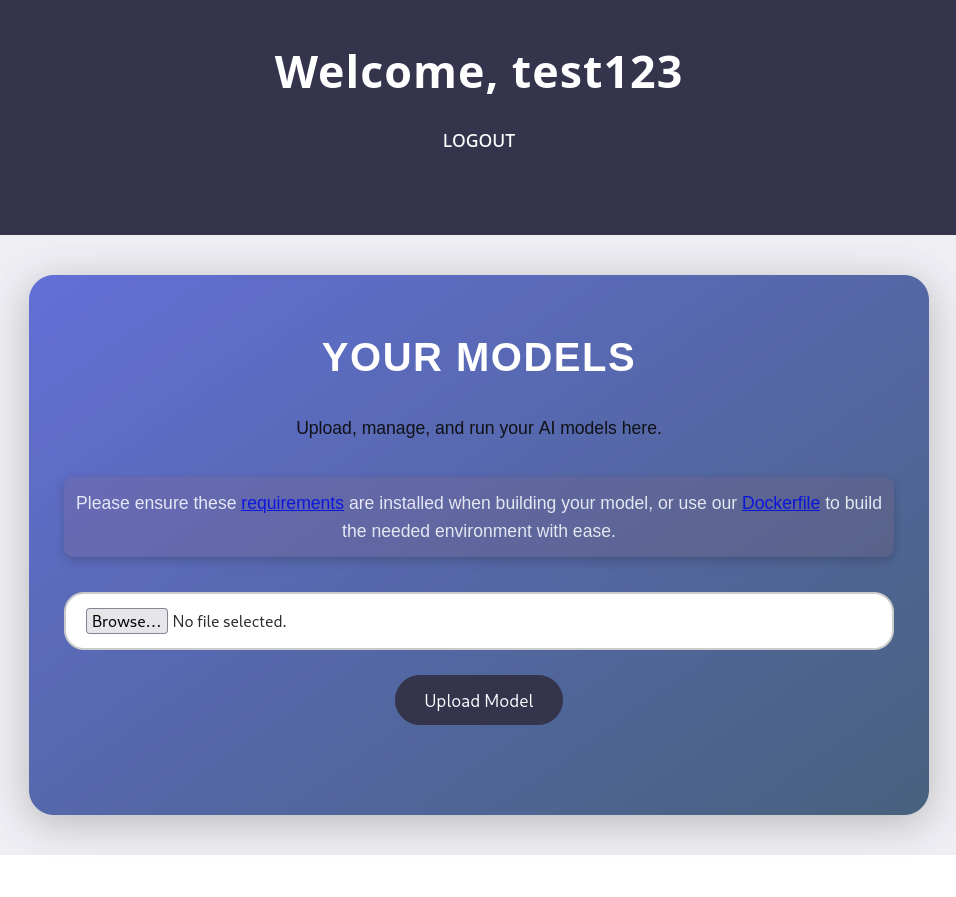 Welcome, test123
LOGOUT
YOUR MODELS
Upload, manage, and run your AI models here.
Please ensure these requirements are installed when building your model, or use our Dockerfile to build
the needed environment with ease.
Browse... No file selected.
Upload Model